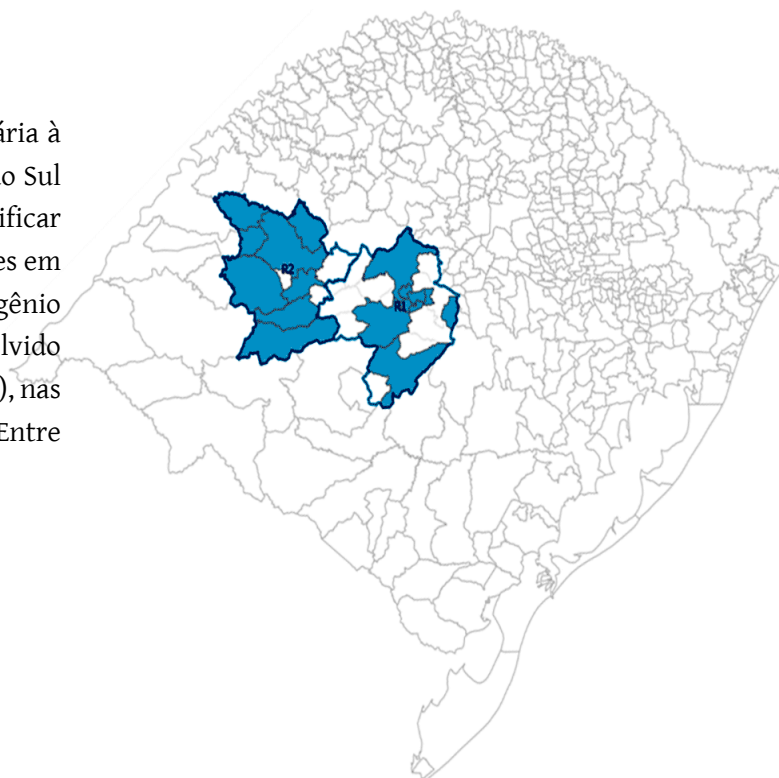 ária à
o Sul
ificar
es em
gênio
lvido
), nas
Entre
R2
R1